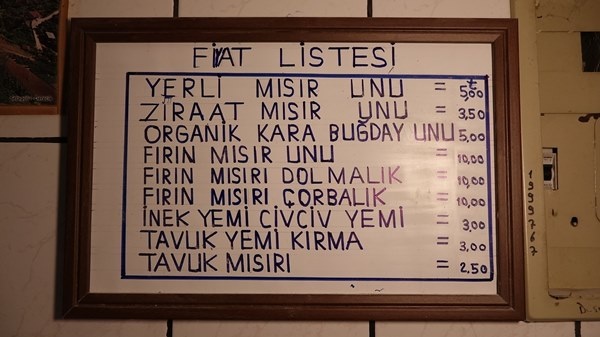 FİYAT LİSTESİ
YERLİ MISIR UNU = 5,00 ₺
ZİRAAT MISIR UNU = 3,50
ORGANİK KARA BUĞDAY UNU 5,00
FIRIN MISIR UNU = 10,00
FIRIN MISIRI DOLMALIK = 10,00
FIRIN MISIRI ÇORBALIK = 10,00
İNEK YEMİ CİVCİV YEMİ = 3,00
TAVUK YEMİ KIRMA = 3,00
TAVUK MISIRI = 2,50
1999767